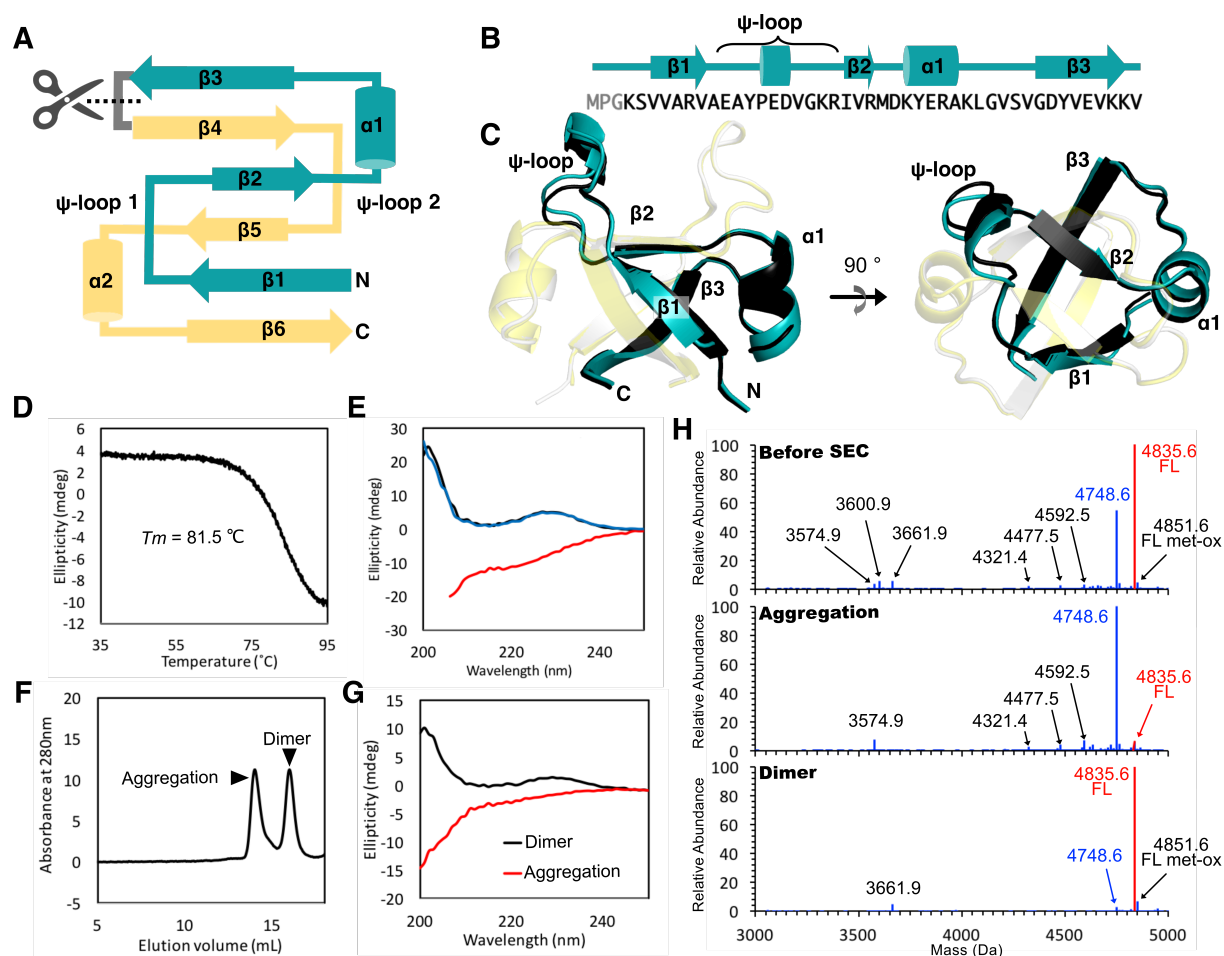 A
β3
β4
α1
β2
ψ-loop 1
ψ-loop 2
β5
α2
β1
N
β6
C
B
ψ-loop
β1
β2
α1
β3
MPGKSVVARVAEAYPEDVGKRIVRMDKYERAKLGVSVGDYVEVKKV
C
ψ-loop
β2
α1
β3
β1
C
N
90 °
ψ-loop
β3
β2
α1
β1
D
Ellipticity (mdeg)
6
4
2
0
-2
-4
-6
-8
-10
-12
Tm = 81.5 ℃
35
55
75
95
Temperature (˚C)
E
Ellipticity (mdeg)
30
20
10
0
-10
-20
-30
200
220
240
Wavelength (nm)
F
Absorbance at 280nm
20
15
10
5
0
-5
Aggregation
Dimer
5
10
15
Elution volume (mL)
G
Ellipticity (mdeg)
15
10
5
0
-5
-10
-15
-20
Dimer
Aggregation
200
220
240
Wavelength (nm)
H
Relative Abundance
100
80
60
40
20
0
Before SEC
3574.9
3600.9
3661.9
4321.4
4477.5
4592.5
4748.6
4835.6
FL
4851.6
FL met-ox
3000
3500
4000
4500
5000
Relative Abundance
100
80
60
40
20
0
Aggregation
3574.9
4321.4
4477.5
4592.5
4748.6
4835.6
FL
Relative Abundance
100
80
60
40
20
0
Dimer
3661.9
4748.6
4835.6
FL
4851.6
FL met-ox
3000
3500
4000
4500
5000
Mass (Da)